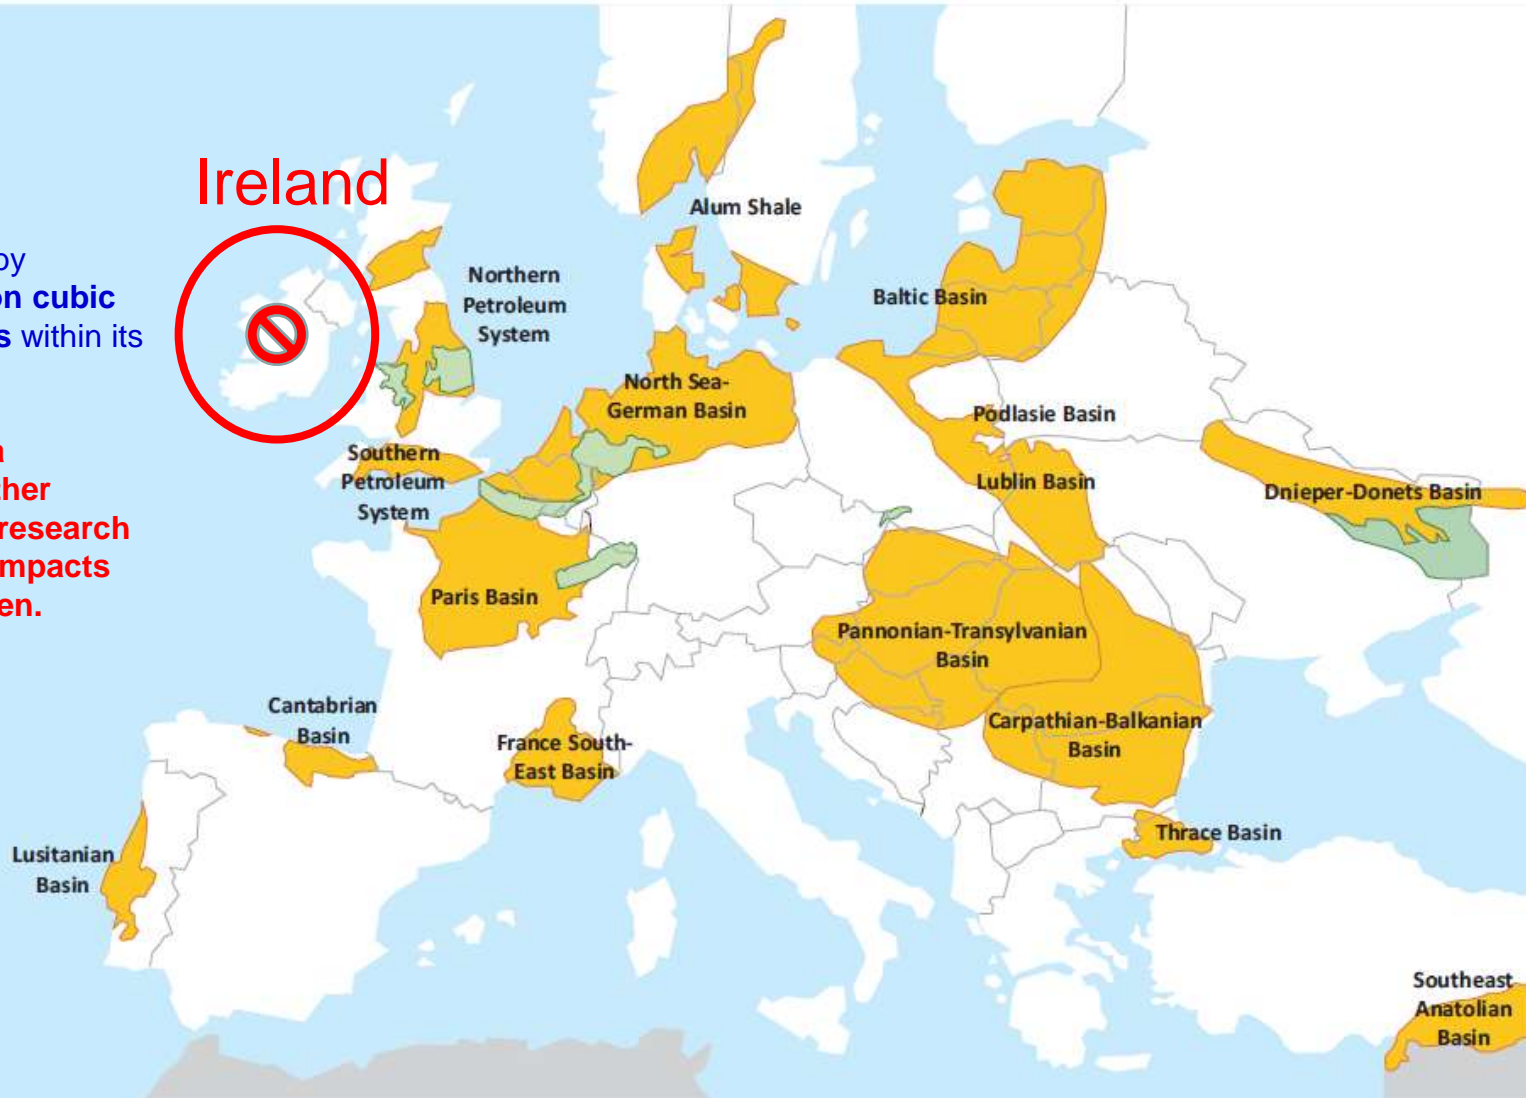 Ireland
by
on cubic
s within its
a
ther
research
mpacts
en.
Alum Shale
Northern
Petroleum
System
Baltic Basin
North Sea-
German Basin
Podlasie Basin
Southern
Petroleum
System
Lublin Basin
Dnieper-Donets Basin
Paris Basin
Pannonian-Transylvanian
Basin
Cantabrian
Basin
France South-
East Basin
Carpathian-Balkanian
Basin
Thrace Basin
Lusitanian
Basin
Southeast
Anatolian
Basin